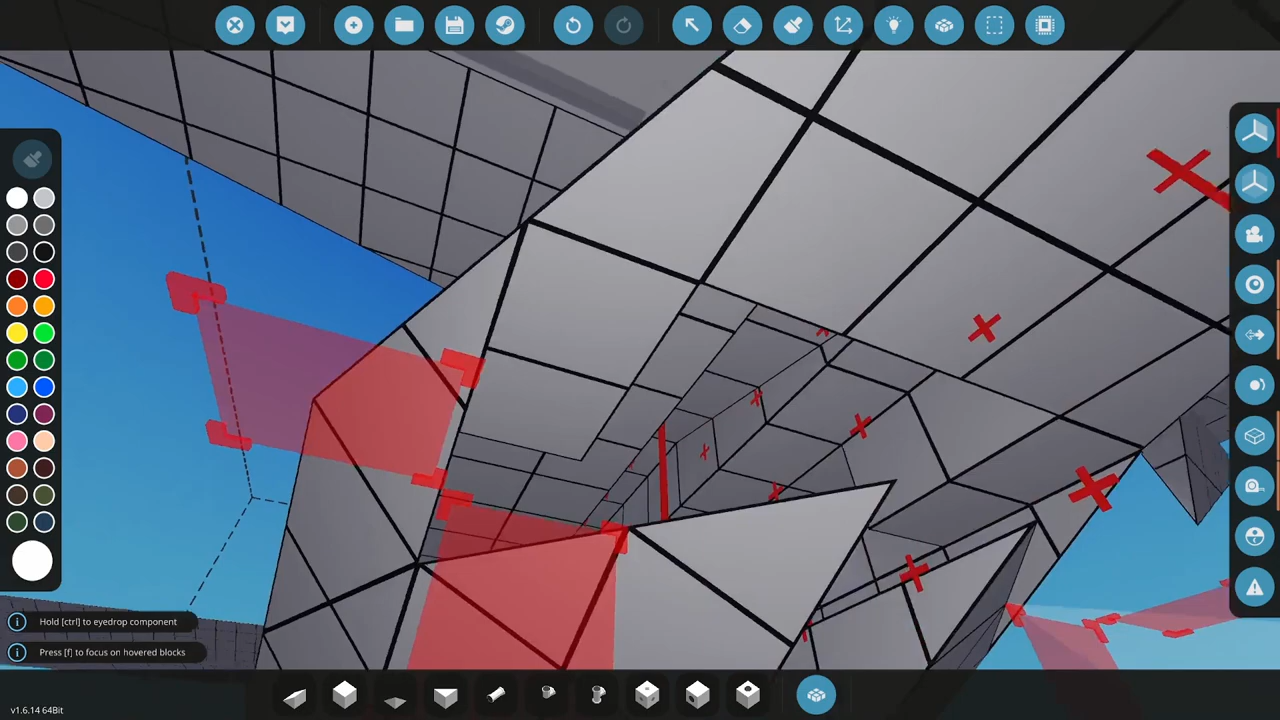 Hold [ctrl] to eyedrop component
Press [f] to focus on hovered blocks
v1.6.14 64Bit